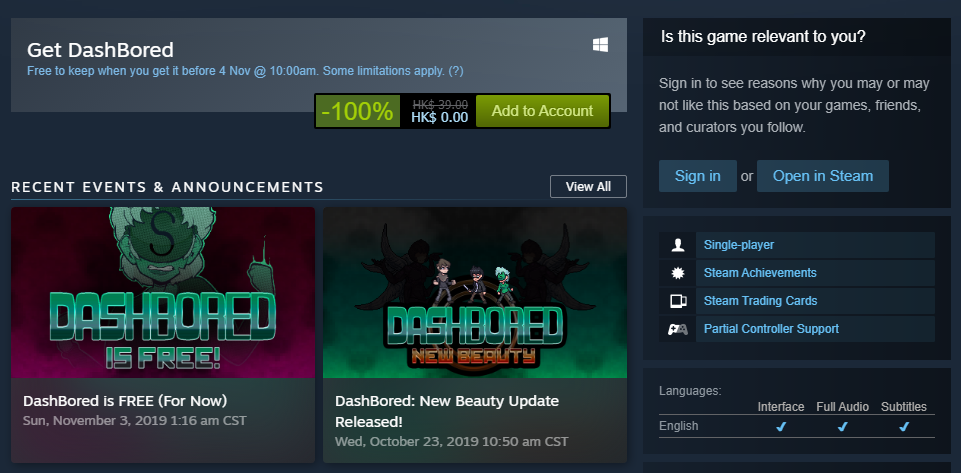 Get DashBored
Free to keep when you get it before 4 Nov @ 10:00am. Some limitations apply. (?)
-100%
HK$ 39.00
HK$ 0.00
Add to Account
RECENT EVENTS & ANNOUNCEMENTS
View All
S
DASHBORED
IS FREE!
DashBored is FREE (For Now)
Sun, November 3, 2019 1:16 am CST
DASHBORED
NEW BEAUTY
DashBored: New Beauty Update
Released!
Wed, October 23, 2019 10:50 am CST
Is this game relevant to you?
Sign in to see reasons why you may or may
not like this based on your games, friends,
and curators you follow.
Sign in or Open in Steam
Single-player
Steam Achievements
Steam Trading Cards
Partial Controller Support
Languages:
Interface Full Audio Subtitles
English ✔ ✔ ✔